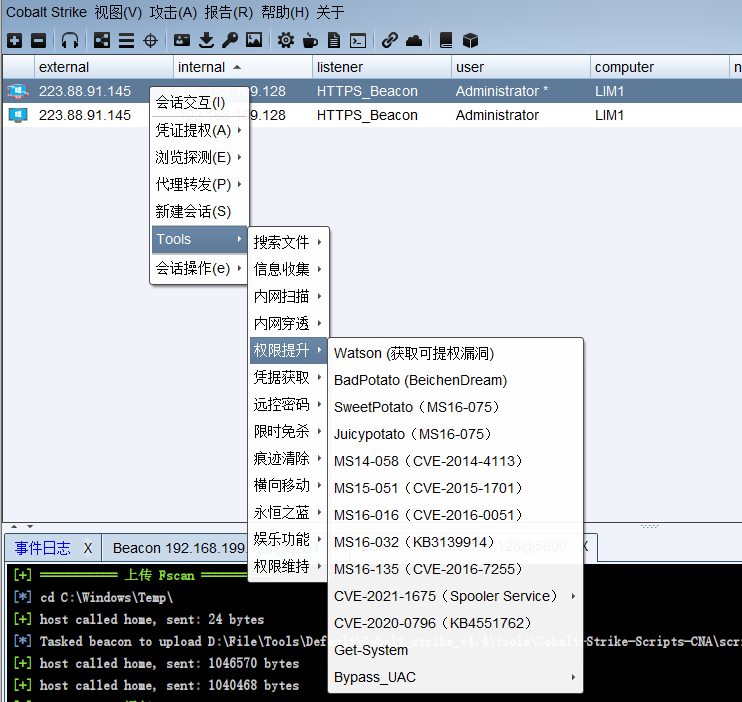 Cobalt Strike 视图(V) 攻击(A) 报告(R) 帮助(H) 关于
external internal listener user computer n
223.88.91.145 9.128 HTTPS_Beacon Administrator * LIM1
223.88.91.145 9.128 HTTPS_Beacon Administrator LIM1
会话交互(I)
凭证提权(A)
浏览探测(E)
代理转发(P)
新建会话(S)
Tools
会话操作(e)
搜索文件
信息收集
内网扫描
内网穿透
权限提升
凭据获取
远控密码
限时免杀
痕迹清除
横向移动
永恒之蓝
娱乐功能
权限维持
Watson (获取可提权漏洞)
BadPotato (BeichenDream)
SweetPotato（MS16-075）
Juicypotato（MS16-075）
MS14-058（CVE-2014-4113）
MS15-051（CVE-2015-1701）
MS16-016（CVE-2016-0051）
MS16-032（KB3139914）
MS16-135（CVE-2016-7255）
CVE-2021-1675（Spooler Service）
CVE-2020-0796（KB4551762）
Get-System
Bypass_UAC
事件日志 X Beacon 192.168.199. X
[+] ========== 上传 Fscan ======
[*] cd C:\Windows\Temp\
[+] host called home, sent: 24 bytes
[*] Tasked beacon to upload D:\File\Tools\Default\Cobalt_strike_v4.4\tools\Cobalt-Strike-Scripts-CNA\scri
[+] host called home, sent: 1046570 bytes
[+] host called home, sent: 1040468 bytes